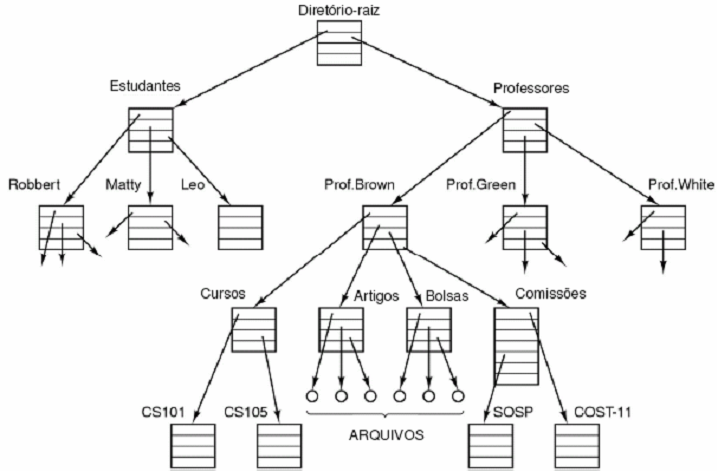 Diretório-raiz
Estudantes
Professores
Robbert
Matty
Leo
Prof.Brown
Prof.Green
Prof.White
Cursos
Artigos
Bolsas
Comissões
CS101
CS105
ARQUIVOS
SOSP
COST-11